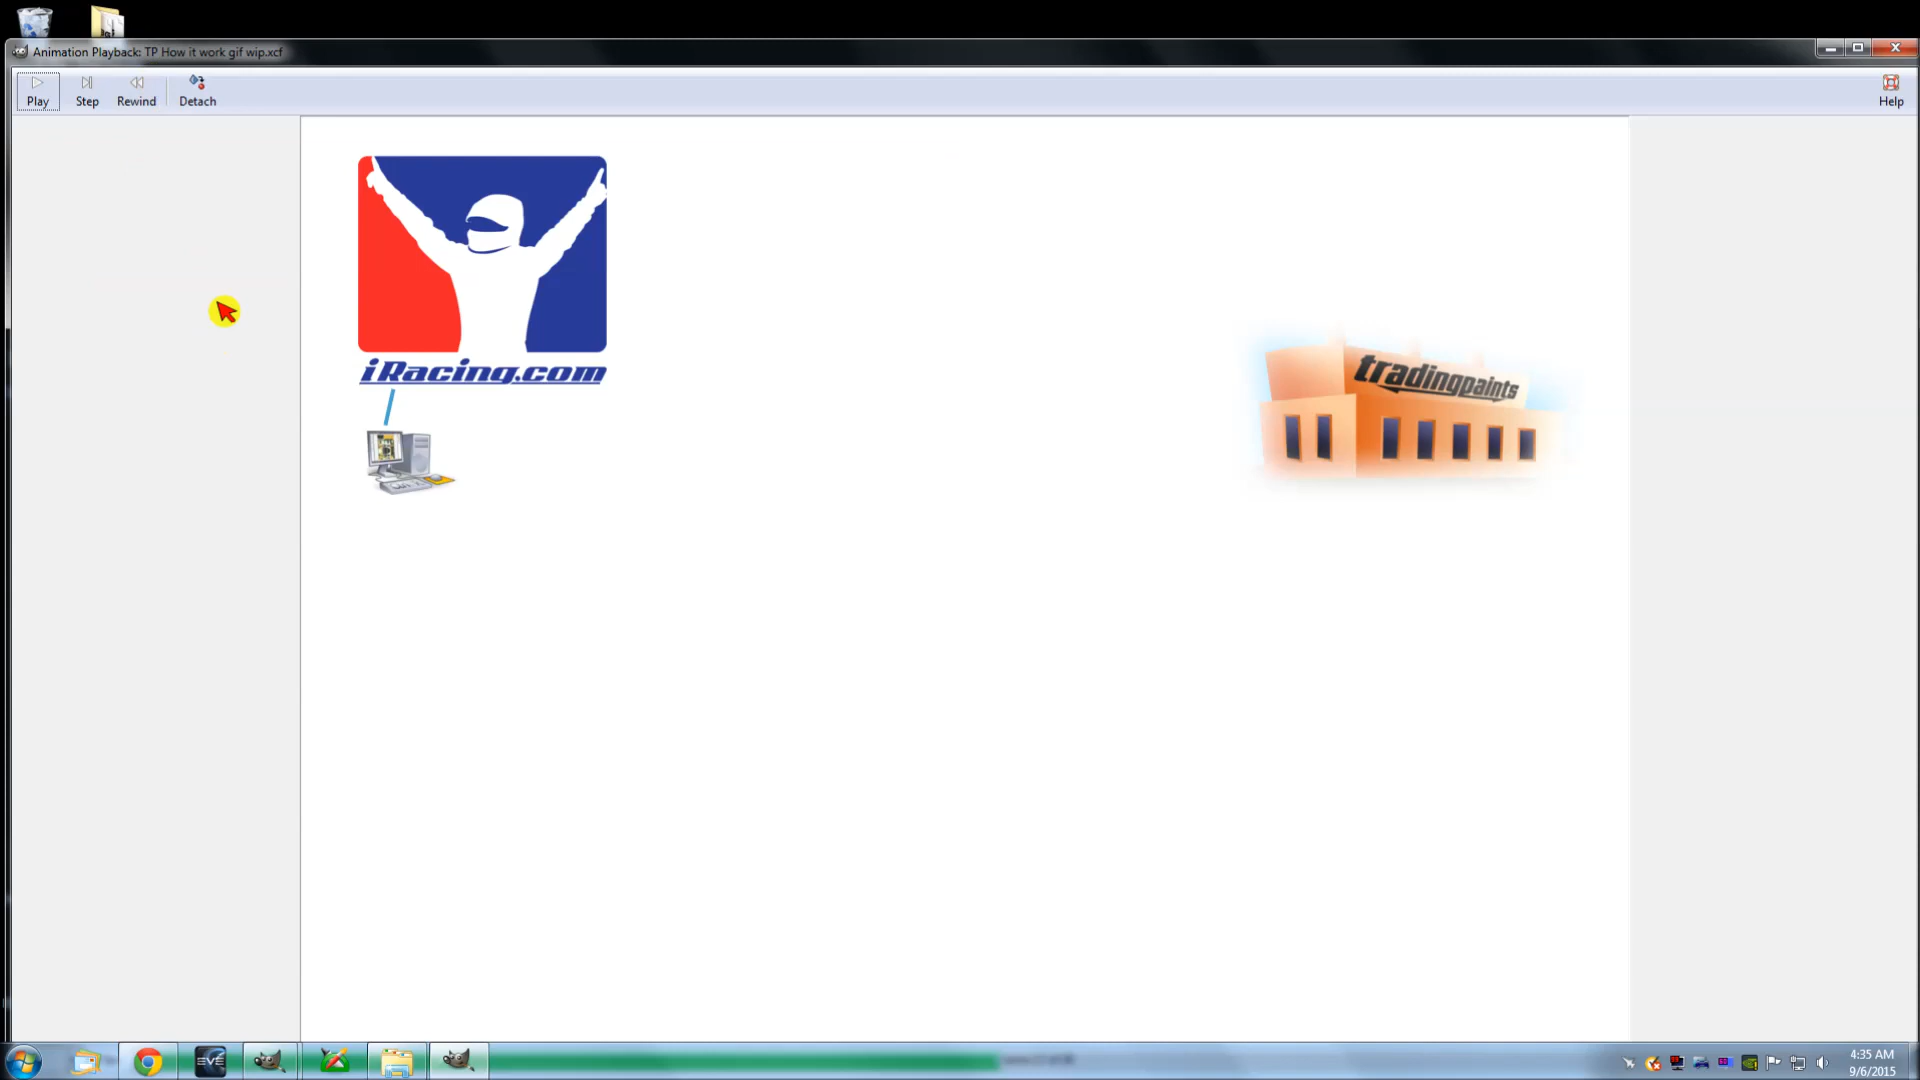 Animation Playback: TP How it work gif wip.xcf
Play
Step
Rewind
Detach
Help
iRacing.com
tradingpaints
EVE
4:35 AM
9/6/2015